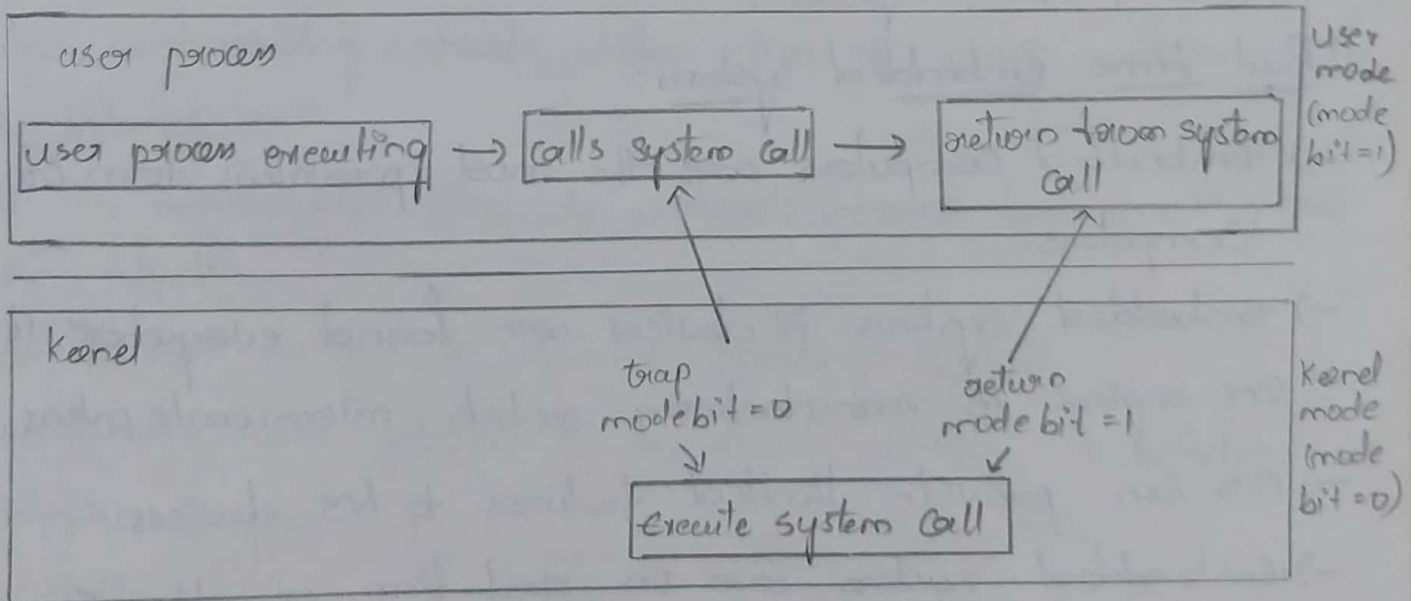 user process
user process executing → calls system call → return from system
call
user
mode
(mode
bit=1)
Kernel
trap
modebit=0
return
mode bit = 1
execute system call
Kernel
mode
(mode
bit=0)